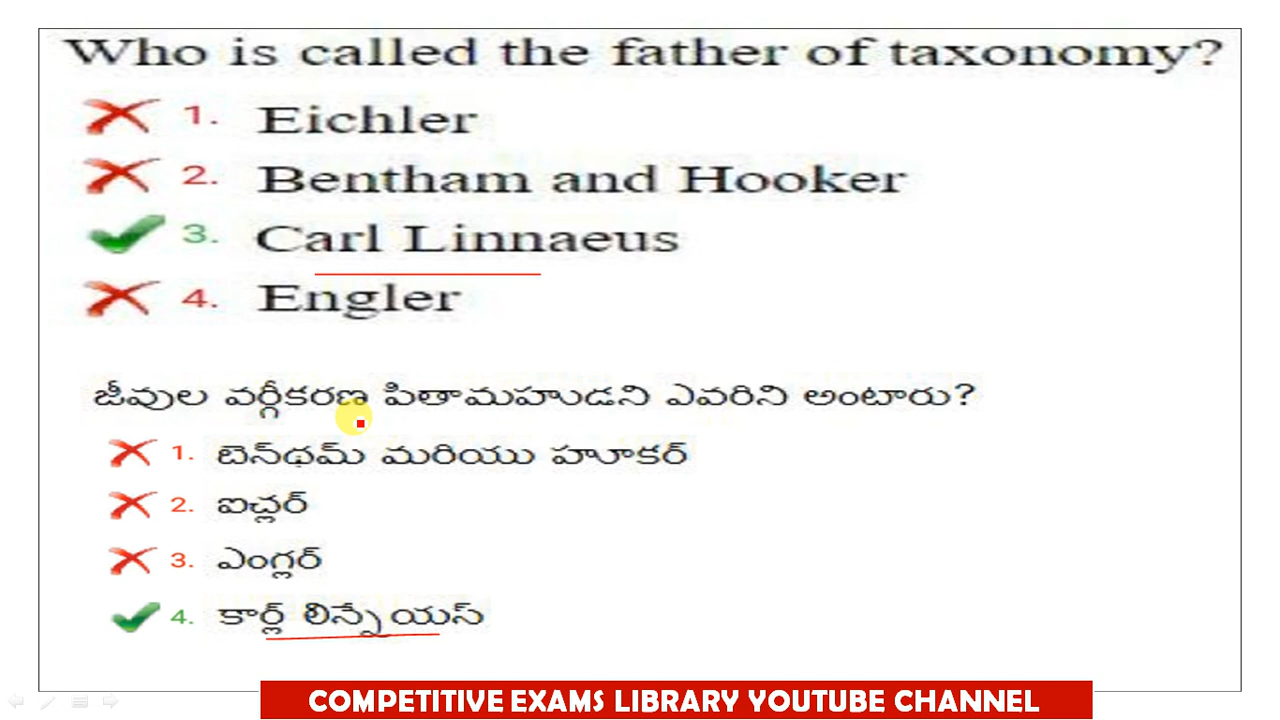 Who is called the father of taxonomy?
1. Eichler
2. Bentham and Hooker
3. Carl Linnaeus
4. Engler
జీవుల వర్గీకరణ పితామహుడని ఎవరిని అంటారు?
1. బెన్‌థమ్ మరియు హూకర్
2. ఐచ్లర్
3. ఎంగ్లర్
4. కార్ల్ లిన్నేయస్
COMPETITIVE EXAMS LIBRARY YOUTUBE CHANNEL